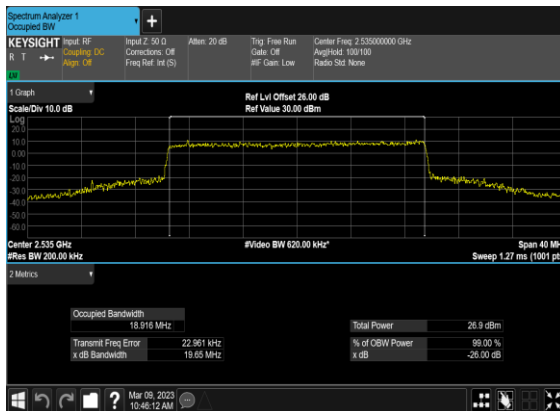 Spectrum Analyzer 1
Occupied BW
KEYSIGHT Input: RF Input Z: 50 Ω Atten: 20 dB Trig: Free Run Center Freq: 2.535000000 GHz
R T Coupling: DC Corrections: Off Gate: Off Avg|Hold: 100/100
Align: Off Freq Ref: Int (S) #IF Gain: Low Radio Std: None
1 Graph
Ref Lvl Offset 26.00 dB
Scale/Div 10.0 dB Ref Value 30.00 dBm
Log
20.0
10.0
0.00
-10.0
-20.0
-30.0
-40.0
-50.0
-60.0
Center 2.535 GHz #Video BW 620.00 kHz* Span 40 MH
#Res BW 200.00 kHz Sweep 1.27 ms (1001 pts
2 Metrics
Occupied Bandwidth
18.916 MHz Total Power 26.9 dBm
Transmit Freq Error 22.961 kHz % of OBW Power 99.00 %
x dB Bandwidth 19.65 MHz x dB -26.00 dB
Mar 09, 2023
10:46:12 AM